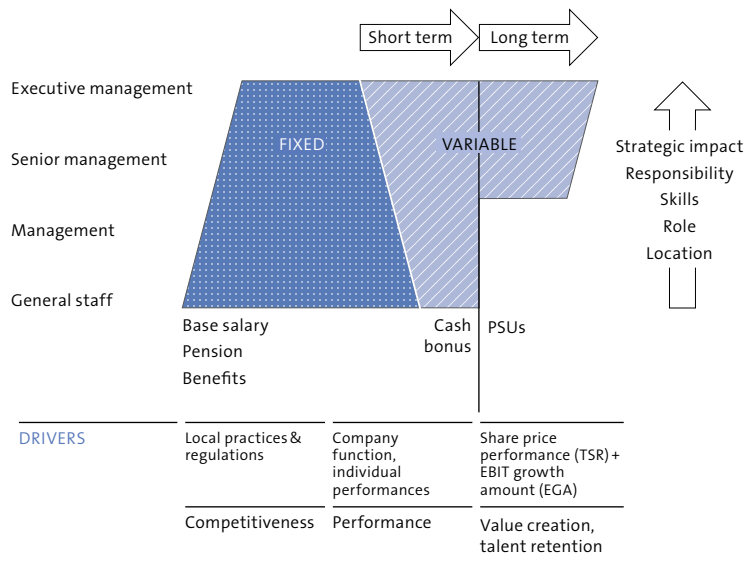 Short term
Long term
Executive management
Senior management
Management
General staff
FIXED
VARIABLE
Strategic impact
Responsibility
Skills
Role
Location
Base salary
Pension
Benefits
Cash
bonus
PSUs
DRIVERS
Local practices &
regulations
Company
function,
individual
performances
Share price
performance (TSR) +
EBIT growth
amount (EGA)
Competitiveness
Performance
Value creation,
talent retention